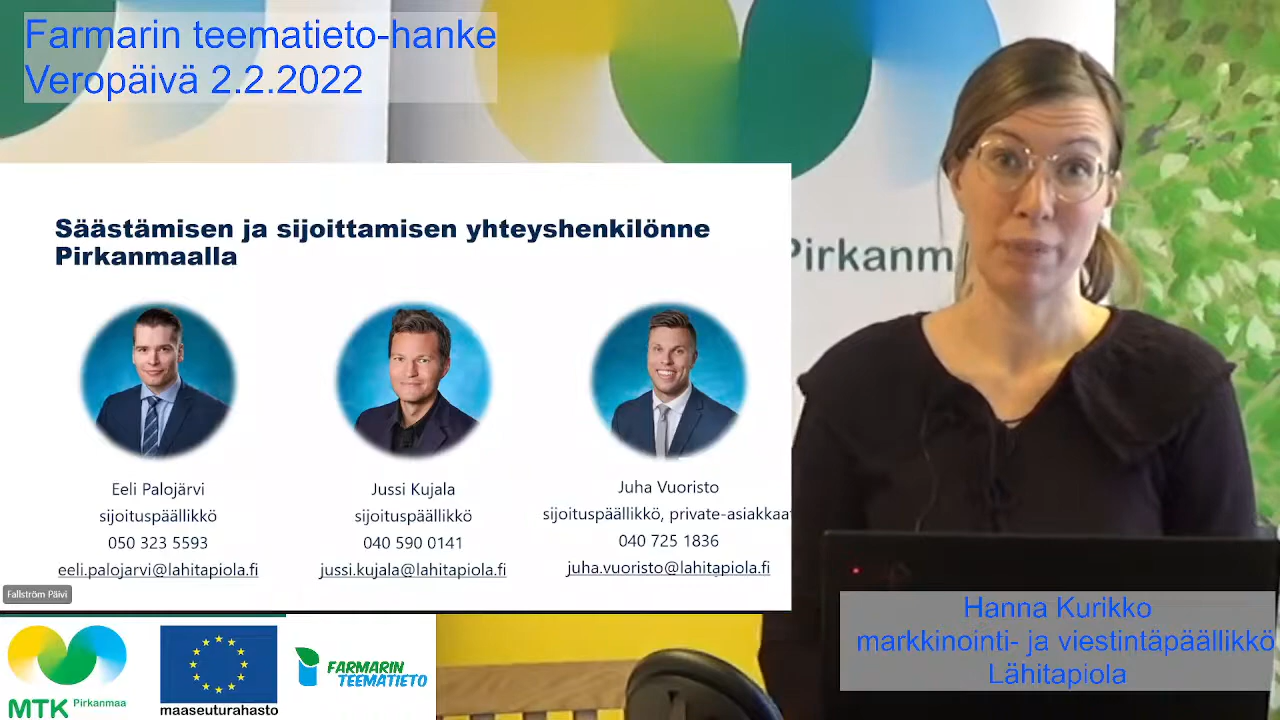 Farmarin teematieto-hanke
Veropäivä 2.2.2022
Pirkanm
Säästämisen ja sijoittamisen yhteyshenkilönne
Pirkanmaalla
Eeli Palojärvi
sijoituspäällikkö
050 323 5593
eeli.palojarvi@lahitapiola.fi
Jussi Kujala
sijoituspäällikkö
040 590 0141
jussi.kujala@lahitapiola.fi
Juha Vuoristo
sijoituspäällikkö, private-asiakkaat
040 725 1836
juha.vuoristo@lahitapiola.fi
Fallström Päivi
Hanna Kurikko
markkinointi- ja viestintäpäällikkö
Lähitapiola
MTK Pirkanmaa
maaseuturahasto
FARMARIN
TEEMATIETO